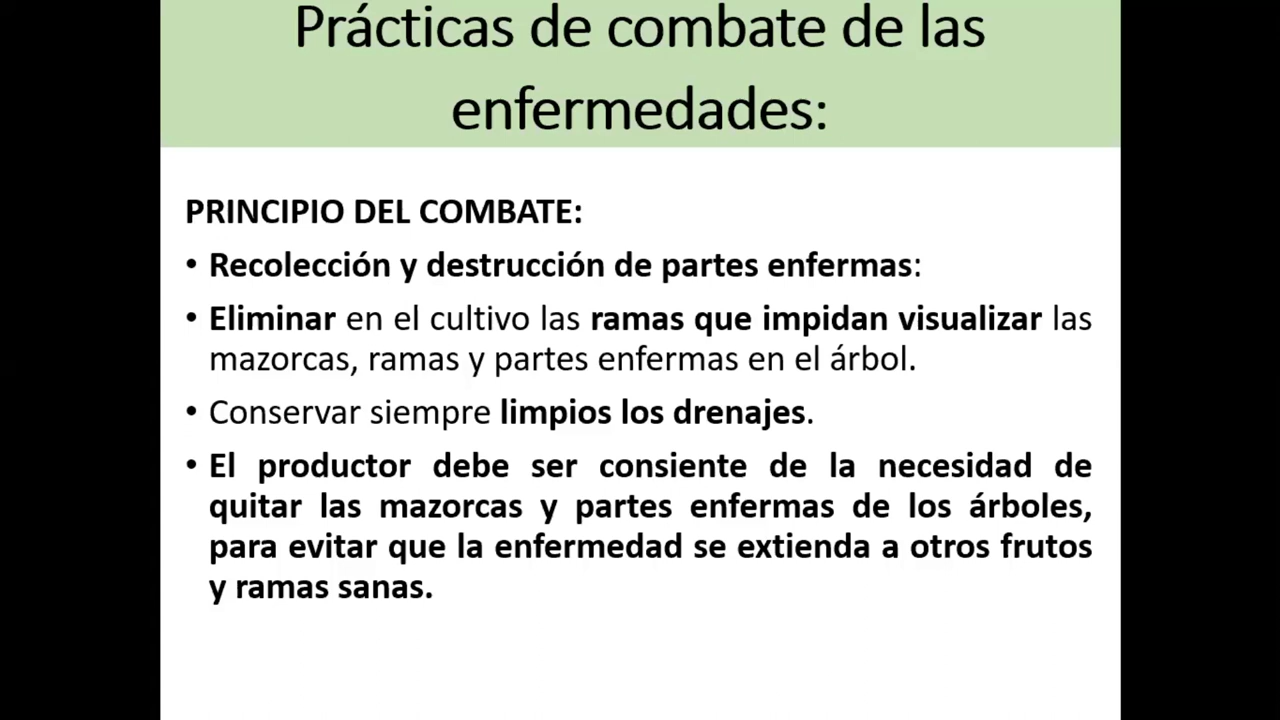 Prácticas de combate de las
enfermedades:
PRINCIPIO DEL COMBATE:
• Recolección y destrucción de partes enfermas:
• Eliminar en el cultivo las ramas que impidan visualizar las
mazorcas, ramas y partes enfermas en el árbol.
• Conservar siempre limpios los drenajes.
• El productor debe ser consiente de la necesidad de
quitar las mazorcas y partes enfermas de los árboles,
para evitar que la enfermedad se extienda a otros frutos
y ramas sanas.